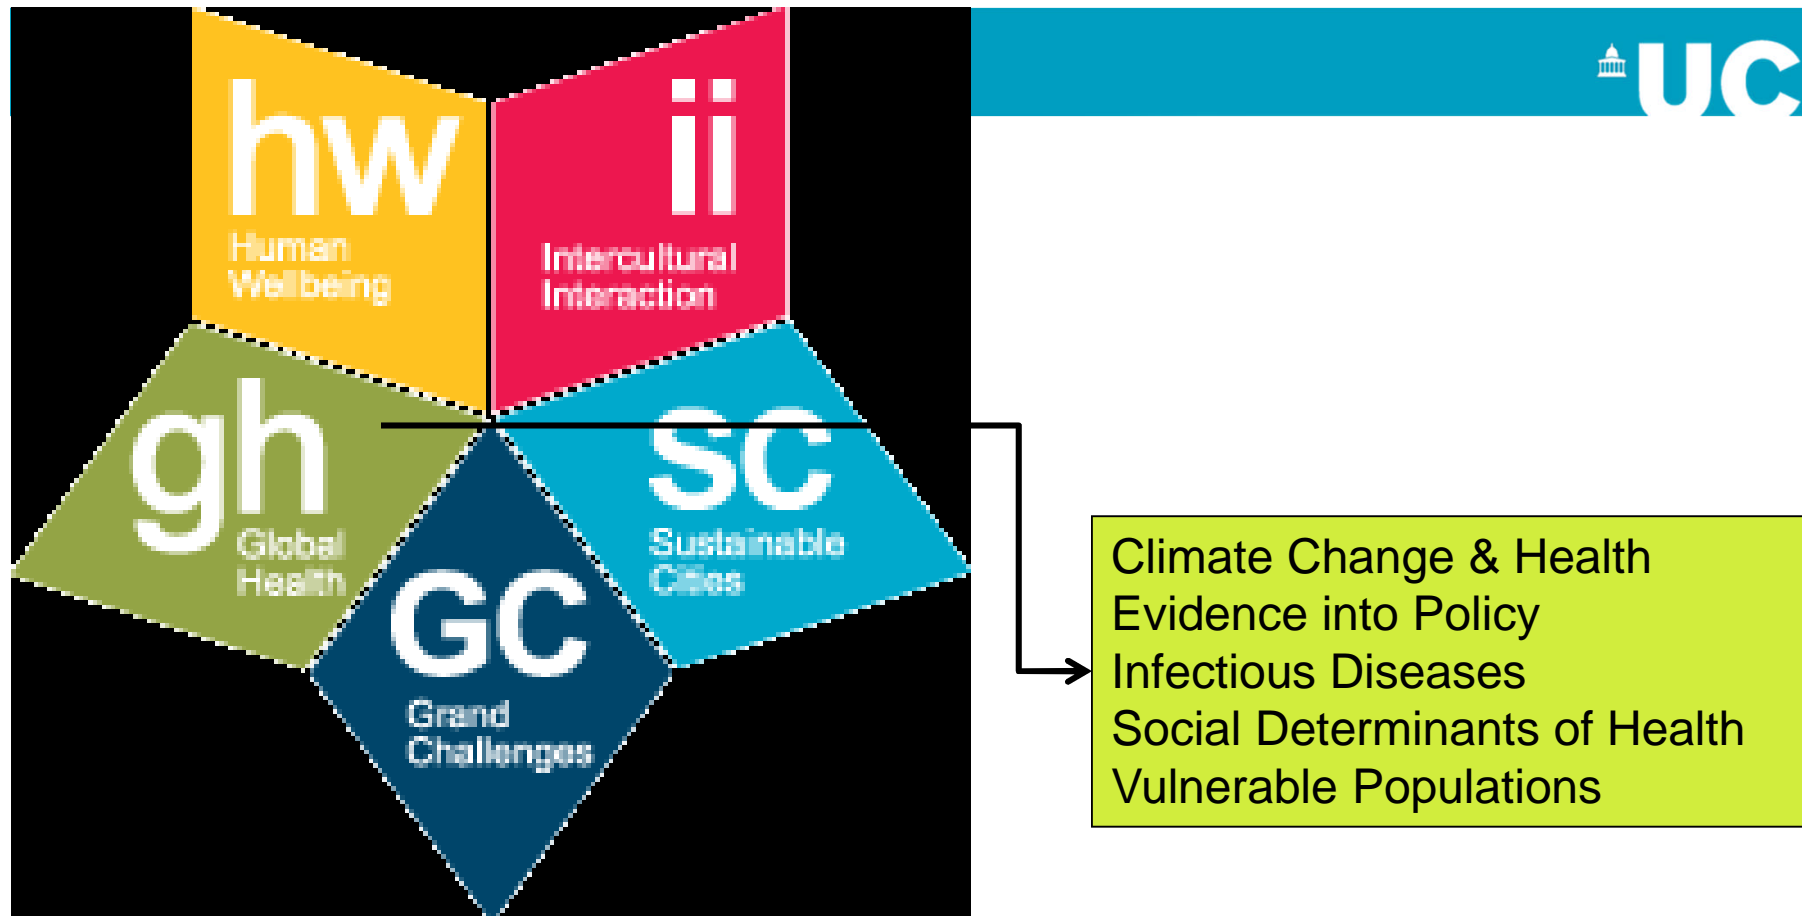 UC
hw
Human
Wellbeing
ii
Intercultural
Interaction
gh
Global
Health
sc
Sustainable
Cities
GC
Grand
Challenges
Climate Change & Health
Evidence into Policy
Infectious Diseases
Social Determinants of Health
Vulnerable Populations